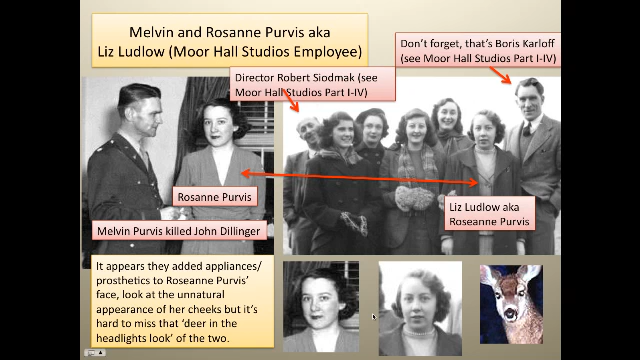 Melvin and Rosanne Purvis aka
Liz Ludlow (Moor Hall Studios Employee)
Don't forget, that's Boris Karloff
(see Moor Hall Studios Part I-IV)
Director Robert Siodmak (see
Moor Hall Studios Part I-IV)
Rosanne Purvis
Melvin Purvis killed John Dillinger
Liz Ludlow aka
Roseanne Purvis
It appears they added appliances/
prosthetics to Roseanne Purvis'
face, look at the unnatural
appearance of her cheeks but it's
hard to miss that 'deer in the
headlights look' of the two.